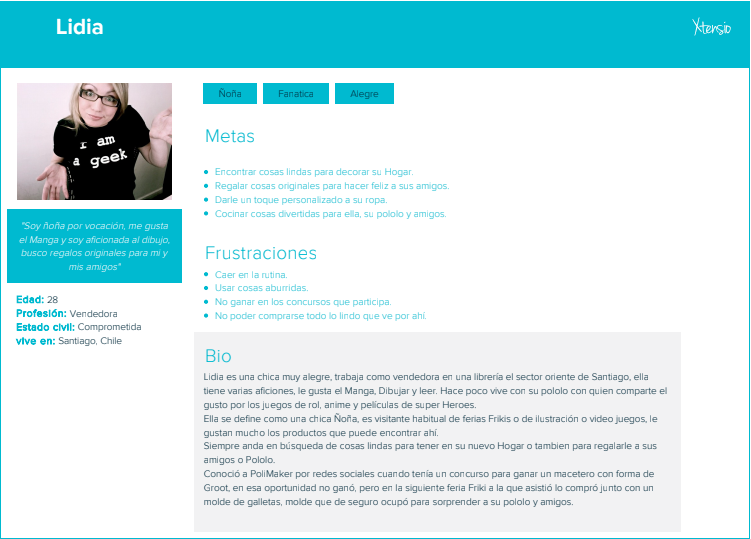 Lidia
Xtensio
Ñoña
Fanatica
Alegre
I am
a geek
Metas
Encontrar cosas lindas para decorar su Hogar.
Regalar cosas originales para hacer feliz a sus amigos.
Darle un toque personalizado a su ropa.
Cocinar cosas divertidas para ella, su pololo y amigos.
"Soy ñoña por vocación, me gusta
el Manga y soy aficionada al dibujo,
busco regalos originales para mi y
mis amigos"
Frustraciones
Caer en la rutina.
Usar cosas aburridas.
No ganar en los concursos que participa.
No poder comprarse todo lo lindo que ve por ahí.
Edad: 28
Profesión: Vendedora
Estado civil: Comprometida
vive en: Santiago, Chile
Bio
Lidia es una chica muy alegre, trabaja como vendedora en una librería el sector oriente de Santiago, ella
tiene varias aficiones, le gusta el Manga, Dibujar y leer. Hace poco vive con su pololo con quien comparte el
gusto por los juegos de rol, anime y películas de super Heroes.
Ella se define como una chica Ñoña, es visitante habitual de ferias Frikis o de ilustración o video juegos, le
gustan mucho los productos que puede encontrar ahí.
Siempre anda en búsqueda de cosas lindas para tener en su nuevo Hogar o tambien para regalarle a sus
amigos o Pololo.
Conoció a PoliMaker por redes sociales cuando tenía un concurso para ganar un macetero con forma de
Groot, en esa oportunidad no ganó, pero en la siguiente feria Friki a la que asistió lo compró junto con un
molde de galletas, molde que de seguro ocupó para sorprender a su pololo y amigos.